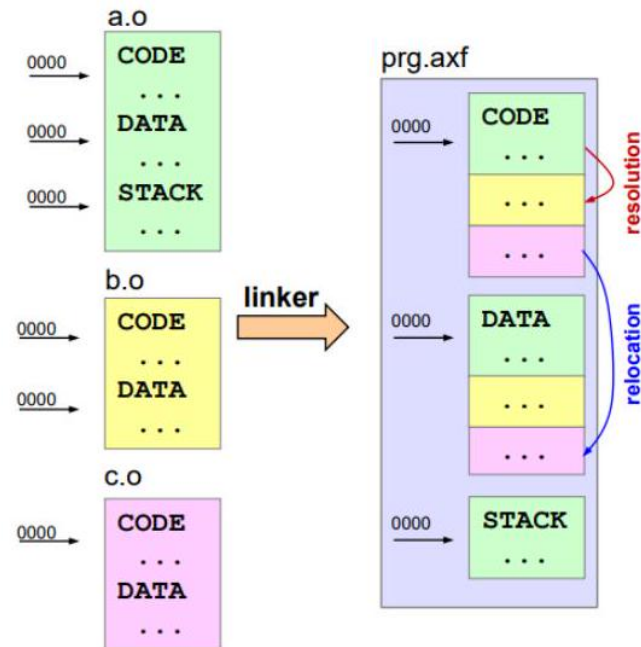 a.o
0000
CODE
...
0000
DATA
...
0000
STACK
...
b.o
0000
CODE
...
0000
DATA
...
c.o
0000
CODE
...
DATA
...
linker
prg.axf
0000
CODE
...
...
...
0000
DATA
...
...
...
0000
STACK
...
resolution
relocation